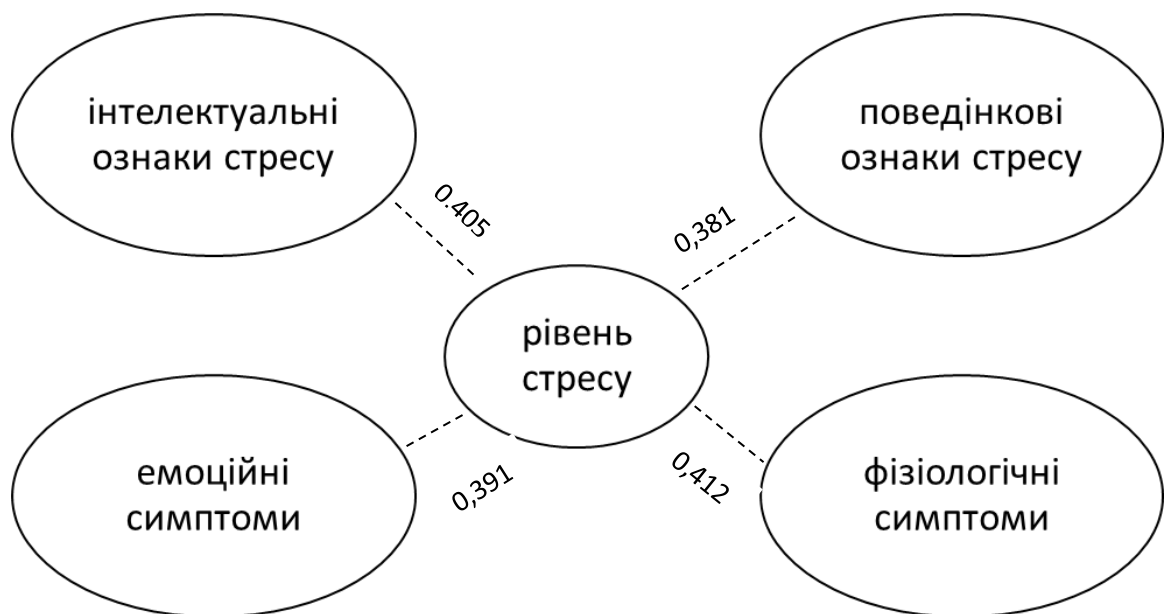 інтелектуальні
ознаки стресу
поведінкові
ознаки стресу
0.405
0,381
рівень
стресу
емоційні
симптоми
0,391
0,412
фізіологічні
симптоми